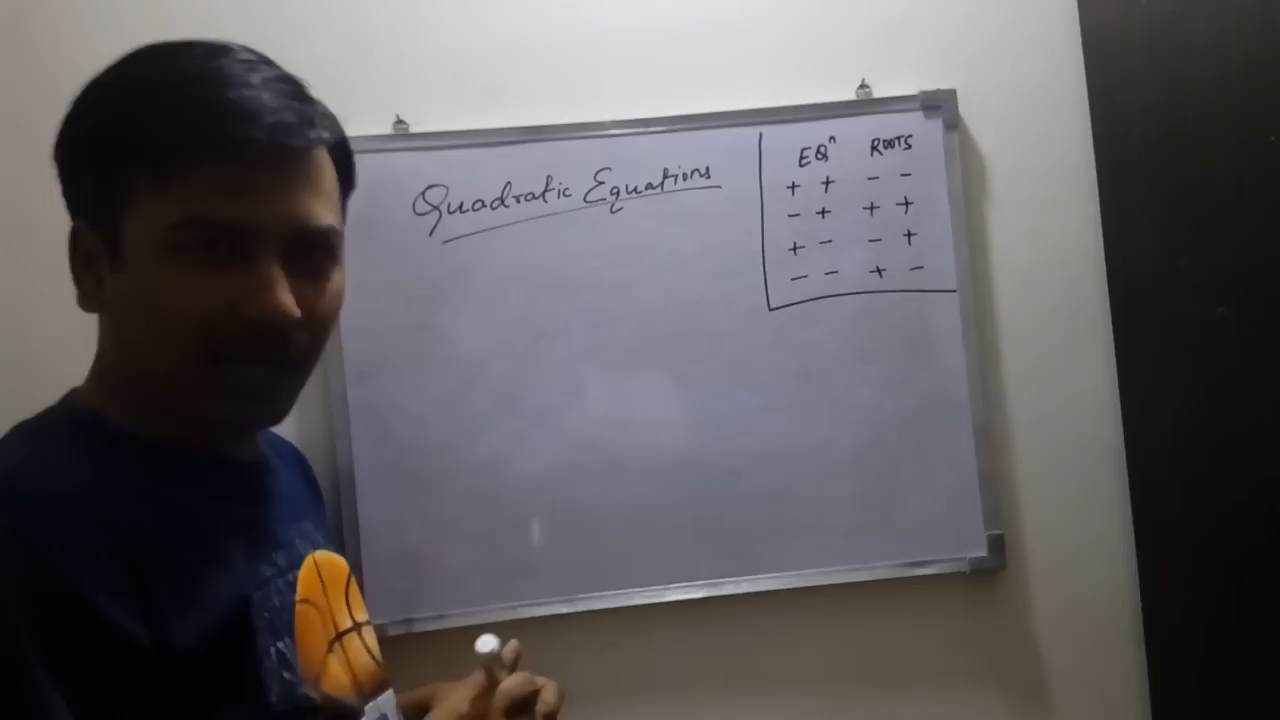 Quadratic Equations
EQⁿ ROOTS
+ + - -
- + + +
+ - - +
- - + -